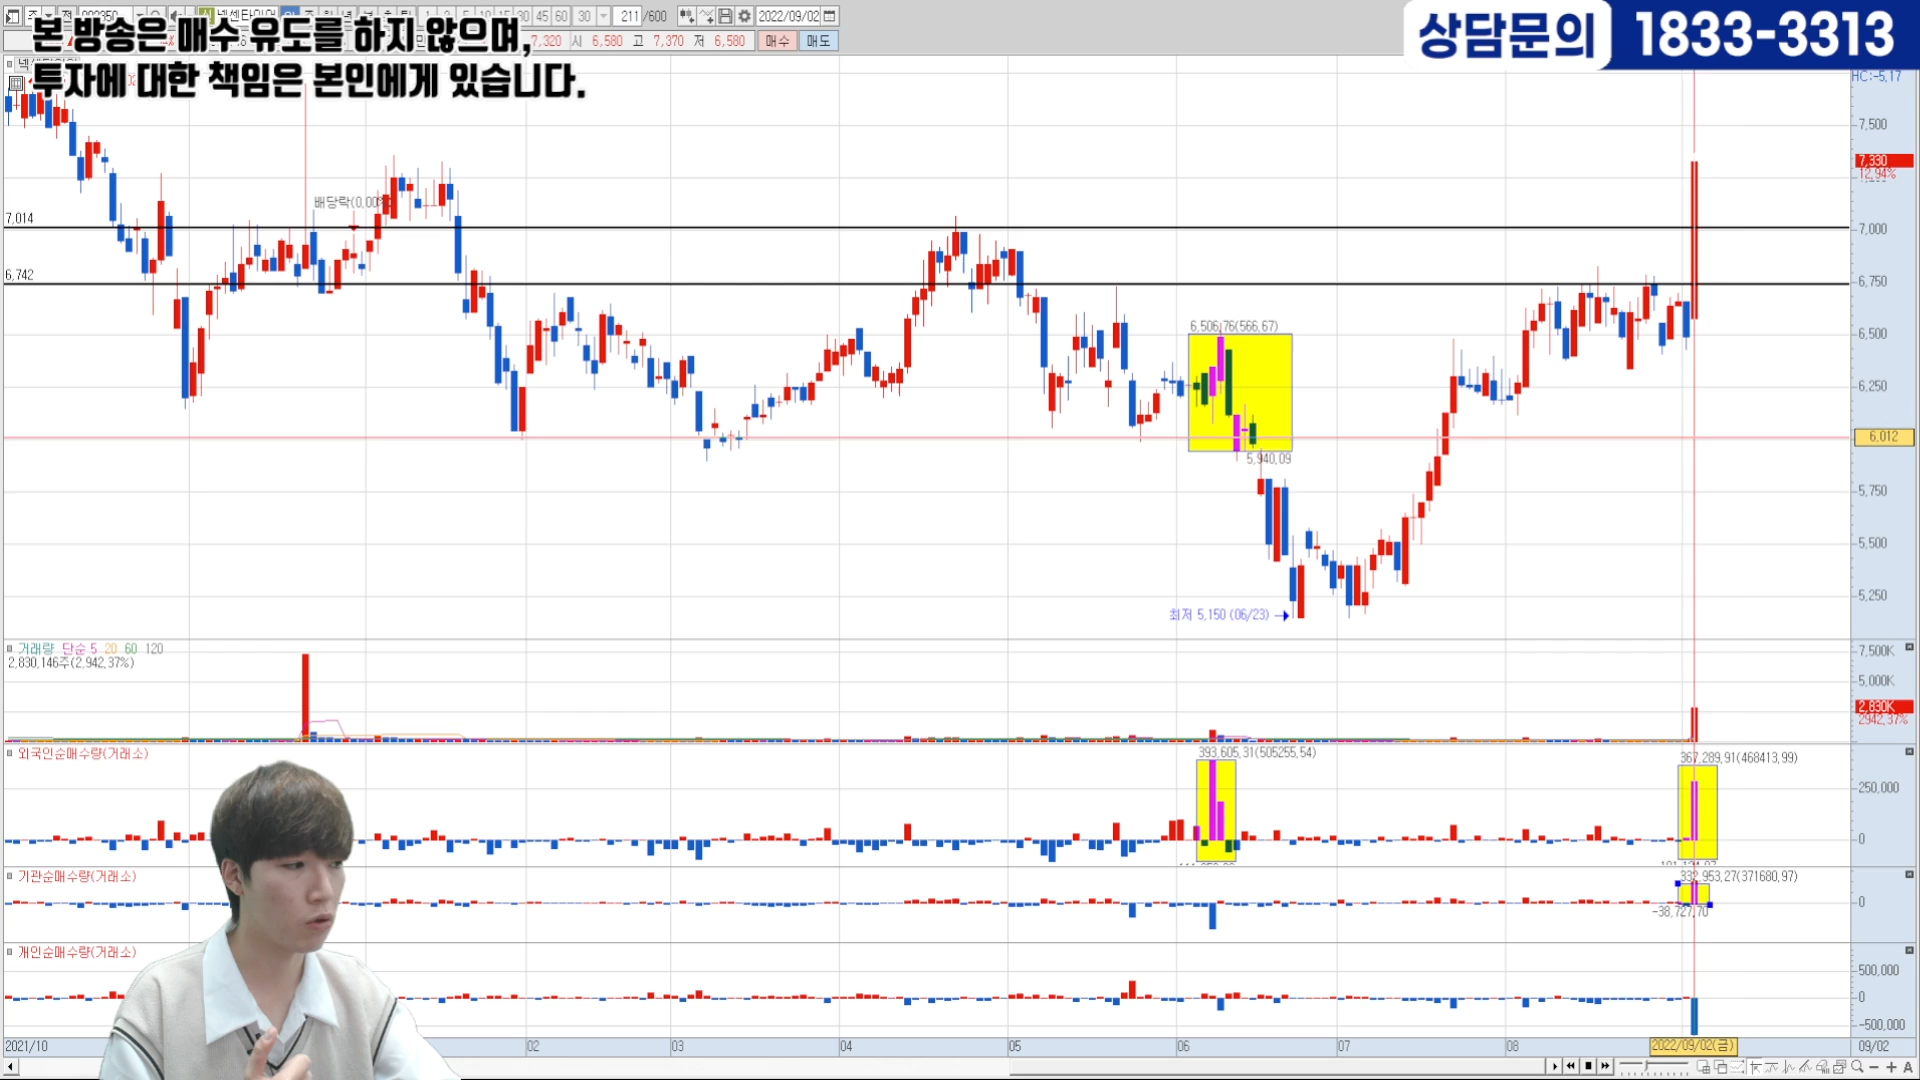 본 방송은 매수 유도를 하지 않으며,
투자에 대한 책임은 본인에게 있습니다.
상담문의 1833-3313
45 60 30 211 /600 2022/09/02
7,320 시 6,580 고 7,370 저 6,580 매수 매도
HC:-5,17
7,500
7,330
12,94%
배당락(0,00%)
7,014
7,000
6,742
6,750
6,506,76(566,67)
6,500
6,250
6,012
5,940,09
5,750
5,500
5,250
최저 5,150 (06/23)
거래량 단순 5 20 60 120
2,830,146주(2,942,37%)
7,500K
5,000K
2,830K
2942,37%
외국인순매수량(거래소)
393,605,31(505255,54)
367,289,91(468413,99)
250,000
0
기관순매수량(거래소)
332,953,27(371680,97)
0
-38,727,70
개인순매수량(거래소)
500,000
0
-500,000
2021/10 02 03 04 05 06 07 08 2022/09/02(금) 09/02